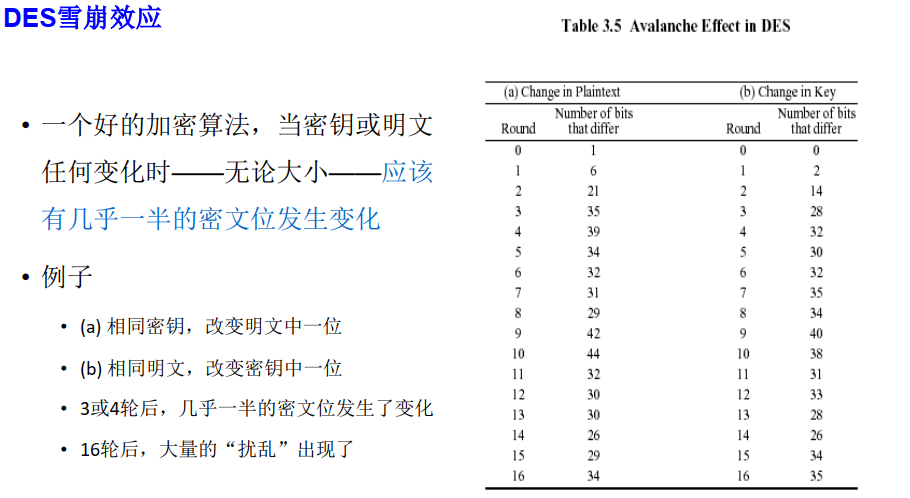 DES雪崩效应
• 一个好的加密算法，当密钥或明文
任何变化时——无论大小——应该
有几乎一半的密文位发生变化
• 例子
• (a) 相同密钥，改变明文中一位
• (b) 相同明文，改变密钥中一位
• 3或4轮后，几乎一半的密文位发生了变化
• 16轮后，大量的“扰乱”出现了
Table 3.5 Avalanche Effect in DES
(a) Change in Plaintext (b) Change in Key
Number of bits Number of bits
Round that differ Round that differ
0 1 0 0
1 6 1 2
2 21 2 14
3 35 3 28
4 39 4 32
5 34 5 30
6 32 6 32
7 31 7 35
8 29 8 34
9 42 9 40
10 44 10 38
11 32 11 31
12 30 12 33
13 30 13 28
14 26 14 26
15 29 15 34
16 34 16 35